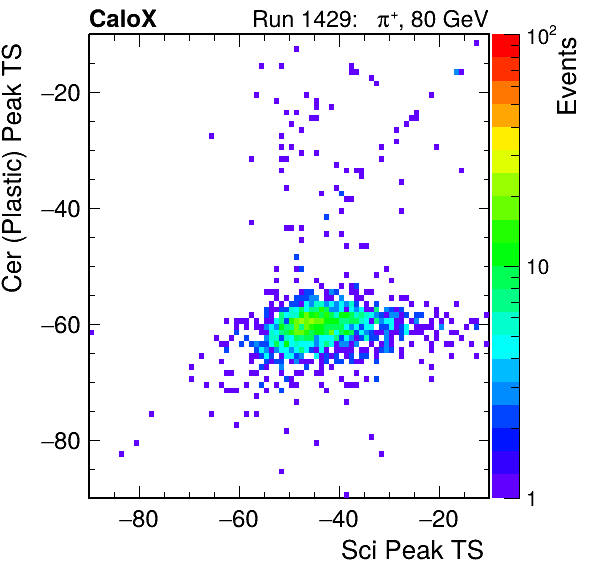 CaloX Run 1429: π⁺, 80 GeV
Cer (Plastic) Peak TS
−20
−40
−60
−80
−80 −60 −40 −20
Sci Peak TS
10²
10
1
Events